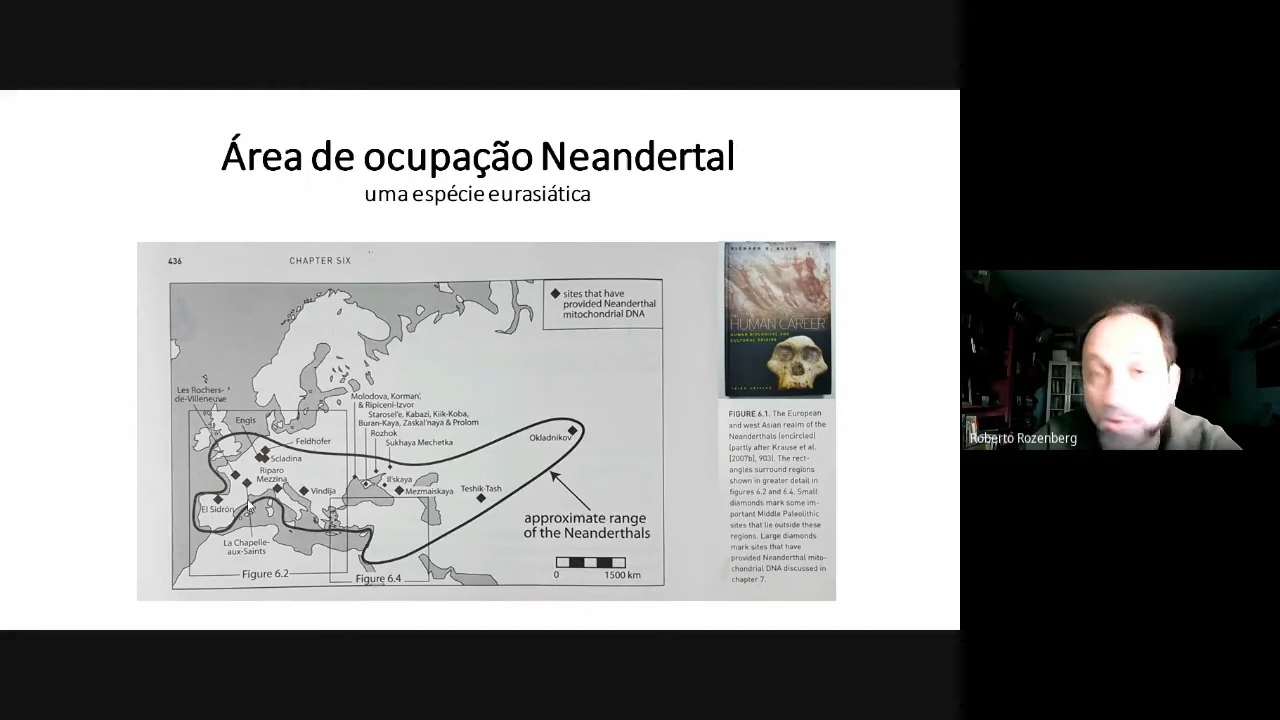 Área de ocupação Neandertal
uma espécie eurasiática
436
CHAPTER SIX
sites that have
provided Neanderthal
mitochondrial DNA
Les Rochers-
de-Villeneuve
Engis
Feldhofer
Scladina
Riparo
Mezzina
Vindija
El Sidrón
La Chapelle-
aux-Saints
Figure 6.2
Figure 6.4
Molodova, Korman',
& Ripiceni-Izvor
Starosel'e, Kabazi, Kiik-Koba,
Buran-Kaya, Zaskal'naya & Prolom
Rozhok
Sukhaya Mechetka
Il'skaya
Mezmaiskaya
Teshik-Tash
Okladnikov
approximate range
of the Neanderthals
0 1500 km
RICHARD G. KLEIN
HUMAN CAREER
HUMAN BIOLOGICAL AND
CULTURAL ORIGINS
THIRD EDITION
FIGURE 6.1. The European
and west Asian realm of the
Neanderthals (encircled)
(partly after Krause et al.
[2007b], 903). The rect-
angles surround regions
shown in greater detail in
figures 6.2 and 6.4. Small
diamonds mark some im-
portant Middle Paleolithic
sites that lie outside these
regions. Large diamonds
mark sites that have
provided Neanderthal mito-
chondrial DNA discussed in
chapter 7.
Roberto Rozenberg